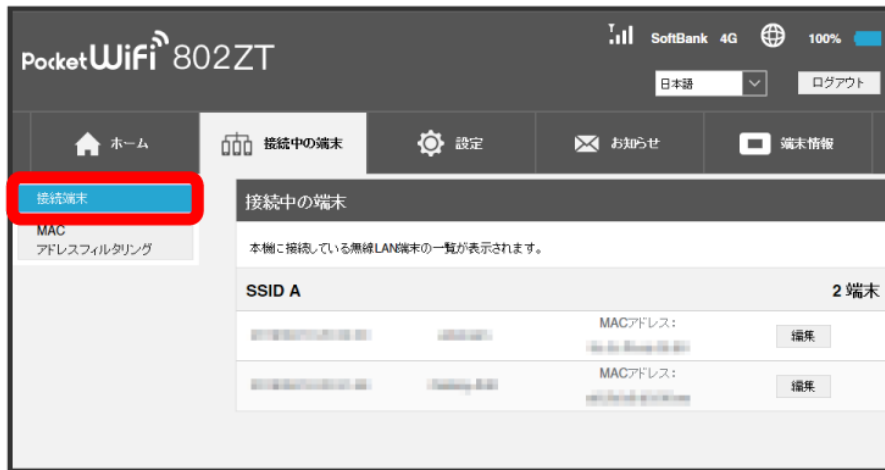 Pocket WiFi 802ZT
SoftBank 4G 100%
日本語
ログアウト
ホーム
接続中の端末
設定
お知らせ
端末情報
接続端末
MAC
アドレスフィルタリング
接続中の端末
本機に接続している無線LAN端末の一覧が表示されます。
SSID A 2 端末
MACアドレス:
編集
MACアドレス:
編集